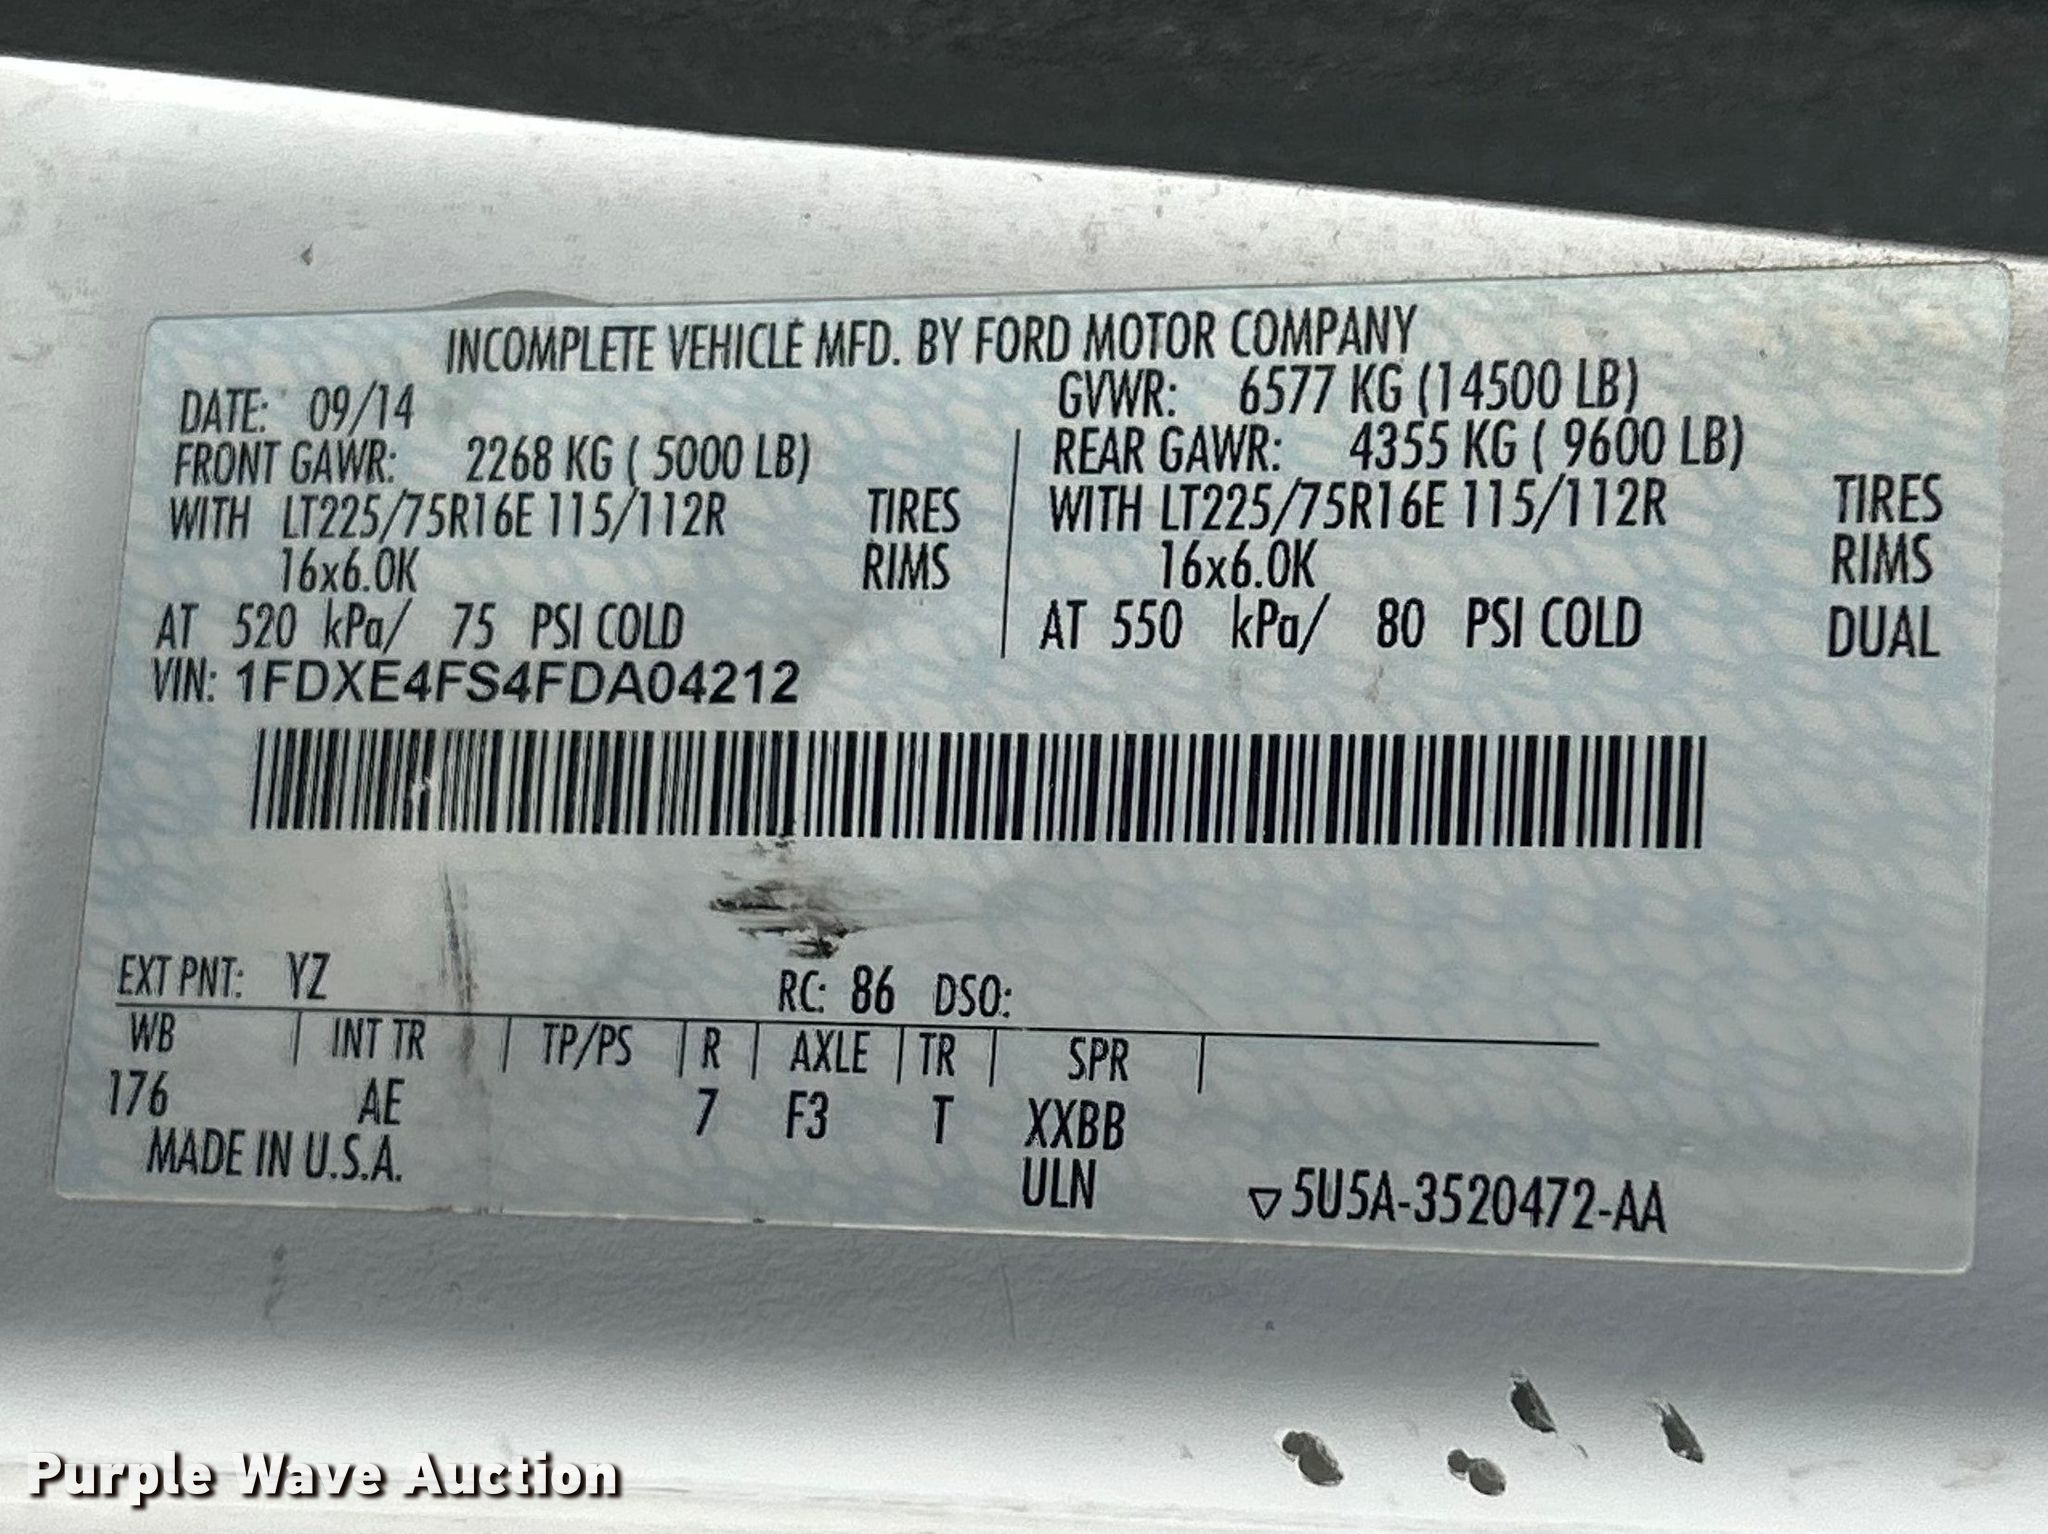 INCOMPLETE VEHICLE MFD. BY FORD MOTOR COMPANY
DATE: 09/14 GVWR: 6577 KG (14500 LB)
FRONT GAWR: 2268 KG ( 5000 LB) REAR GAWR: 4355 KG ( 9600 LB)
WITH LT225/75R16E 115/112R TIRES WITH LT225/75R16E 115/112R TIRES
16x6.0K RIMS 16x6.0K RIMS
AT 520 kPa/ 75 PSI COLD AT 550 kPa/ 80 PSI COLD DUAL
VIN: 1FDXE4FS4FDA04212
EXT PNT: YZ RC: 86 DSO:
WB | INT TR | TP/PS | R | AXLE | TR | SPR |
176 AE 7 F3 T XXBB
MADE IN U.S.A. ULN ▽5U5A-3520472-AA
Purple Wave Auction